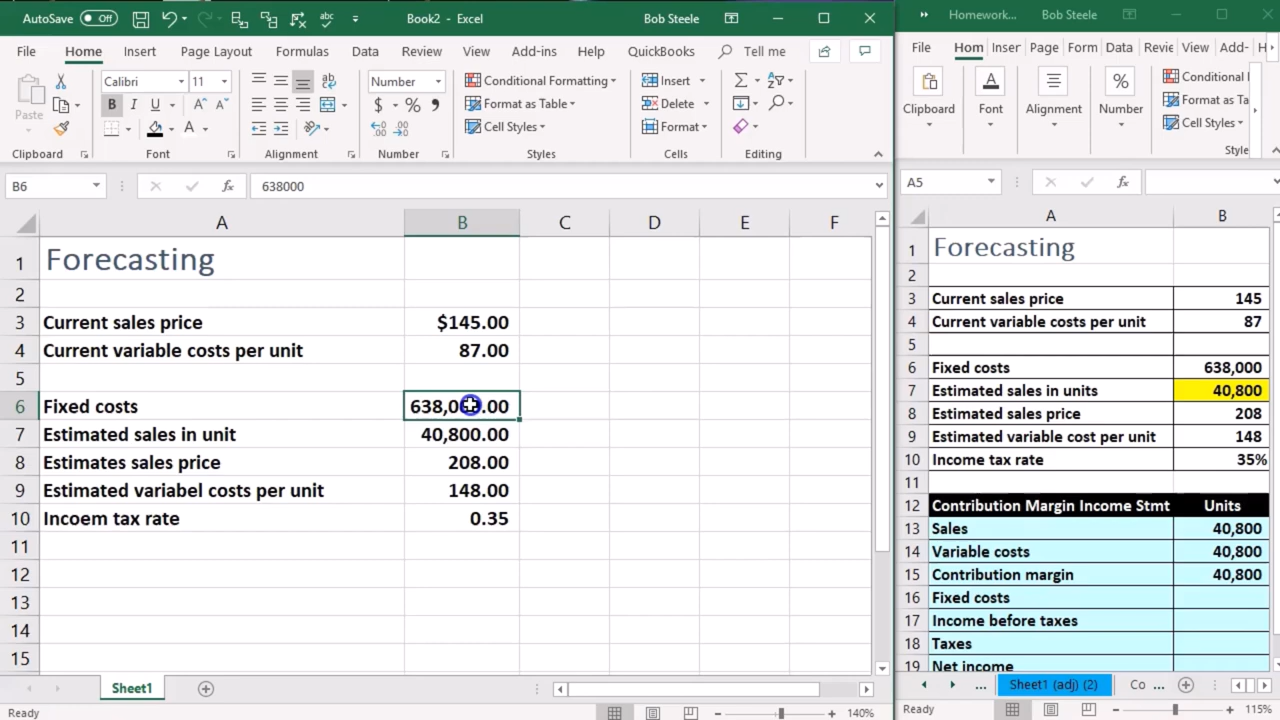 AutoSave Off Book2 - Excel Bob Steele
File Home Insert Page Layout Formulas Data Review View Add-ins Help QuickBooks Tell me
Paste Calibri 11 Number Conditional Formatting Insert
B I U $ % Format as Table Delete
A Cell Styles Format
Clipboard Font Alignment Number Styles Cells Editing
B6 fx 638000
A B C D E F
1 Forecasting
2
3 Current sales price $145.00
4 Current variable costs per unit 87.00
5
6 Fixed costs
7 Estimated sales in unit 40,800.00
8 Estimates sales price 208.00
9 Estimated variabel costs per unit 148.00
10 Incoem tax rate 0.35
11
12
13
14
15
Sheet1
Ready 140%
Homework... Bob Steele
File Hom Inser Page Form Data Revie View Add- H
Clipboard Font Alignment Number Conditional
Format as Ta
Cell Styles
Style
A5 fx
A B
1 Forecasting
2
3 Current sales price 145
4 Current variable costs per unit 87
5
6 Fixed costs 638,000
7 Estimated sales in units 40,800
8 Estimated sales price 208
9 Estimated variable cost per unit 148
10 Income tax rate 35%
11
12 Contribution Margin Income Stmt Units
13 Sales 40,800
14 Variable costs 40,800
15 Contribution margin 40,800
16 Fixed costs
17 Income before taxes
18 Taxes
19 Net income
... Sheet1 (adj) (2) Co ...
Ready 115%